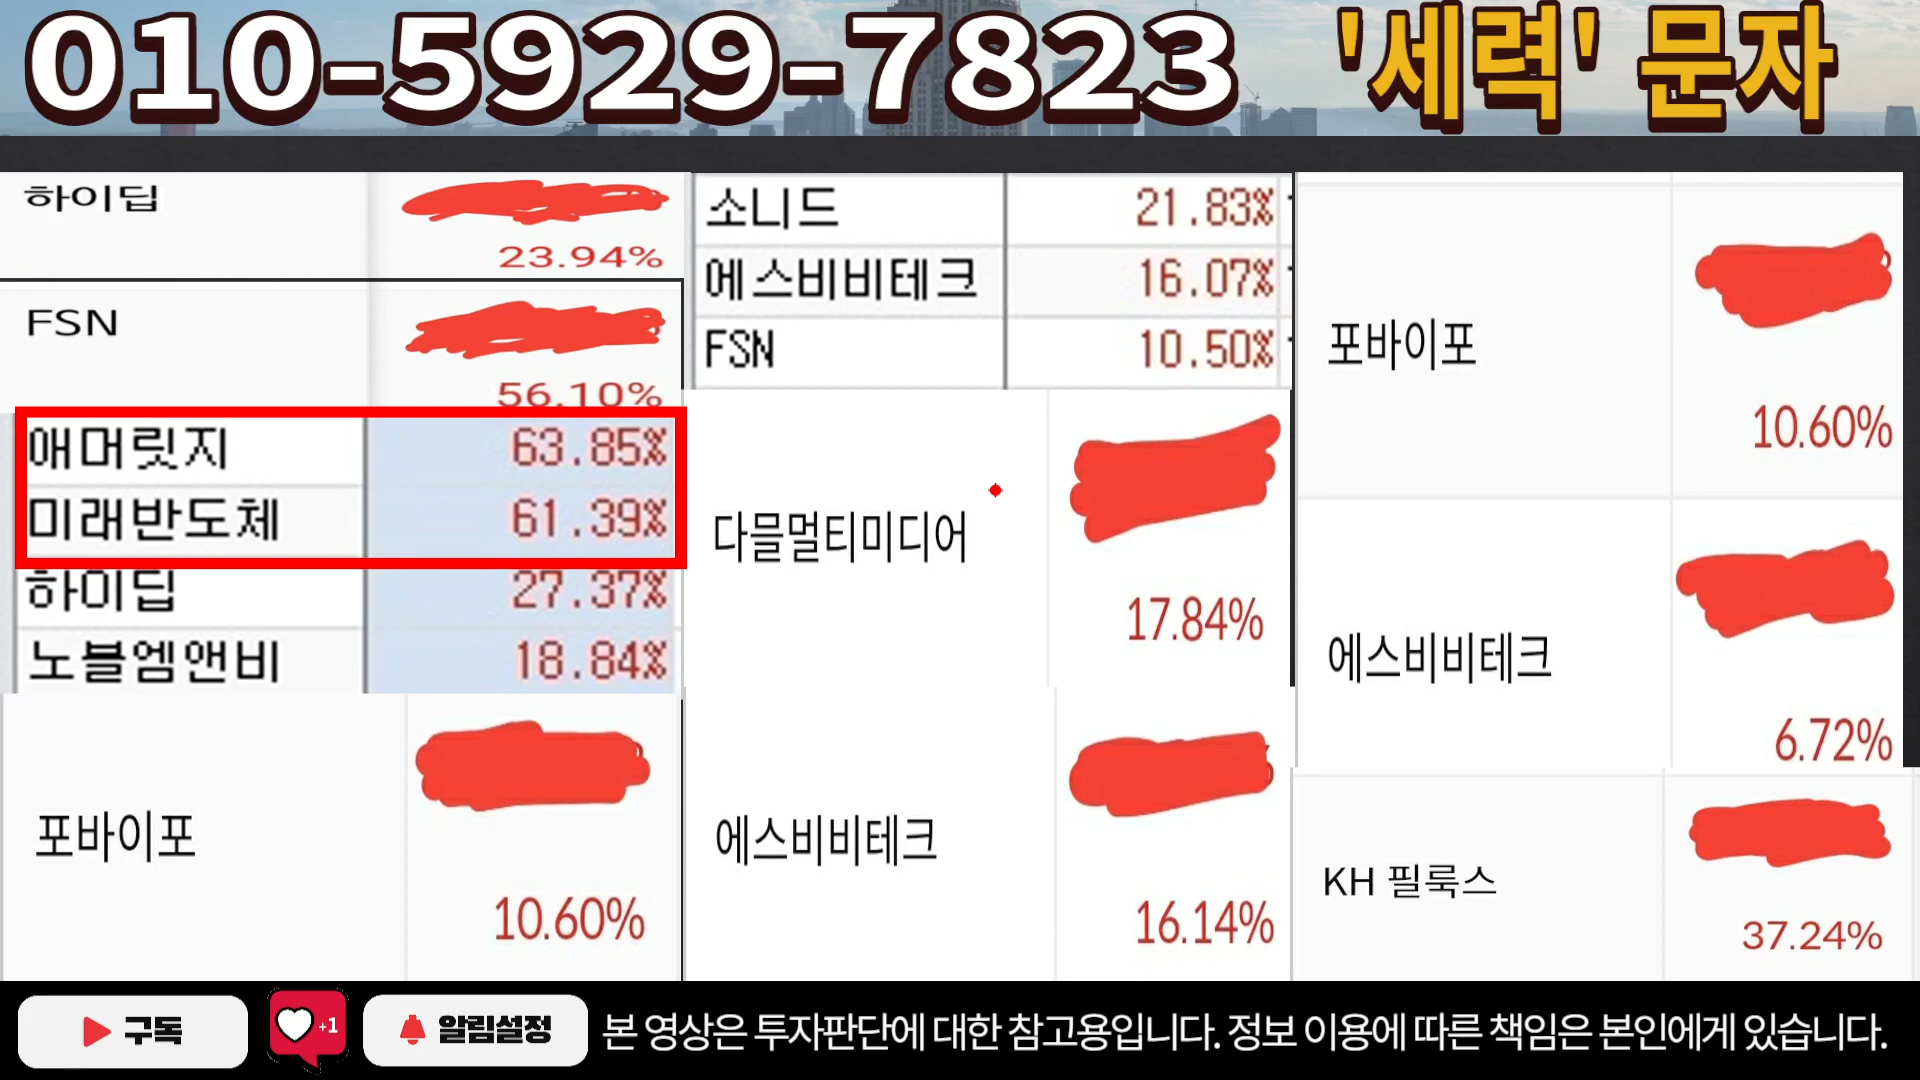 010-5929-7823 '세력' 문자
하이딥
23.94%
FSN
56.10%
애머릿지 63.85%
미래반도체 61.39%
하이딥 27.37%
노블엠앤비 18.84%
포바이포
10.60%
소니드 21.83%
에스비비테크 16.07%
FSN 10.50%
다믈멀티미디어
17.84%
에스비비테크
16.14%
포바이포
10.60%
에스비비테크
6.72%
KH 필룩스
37.24%
구독 +1 알림설정 본 영상은 투자판단에 대한 참고용입니다. 정보 이용에 따른 책임은 본인에게 있습니다.